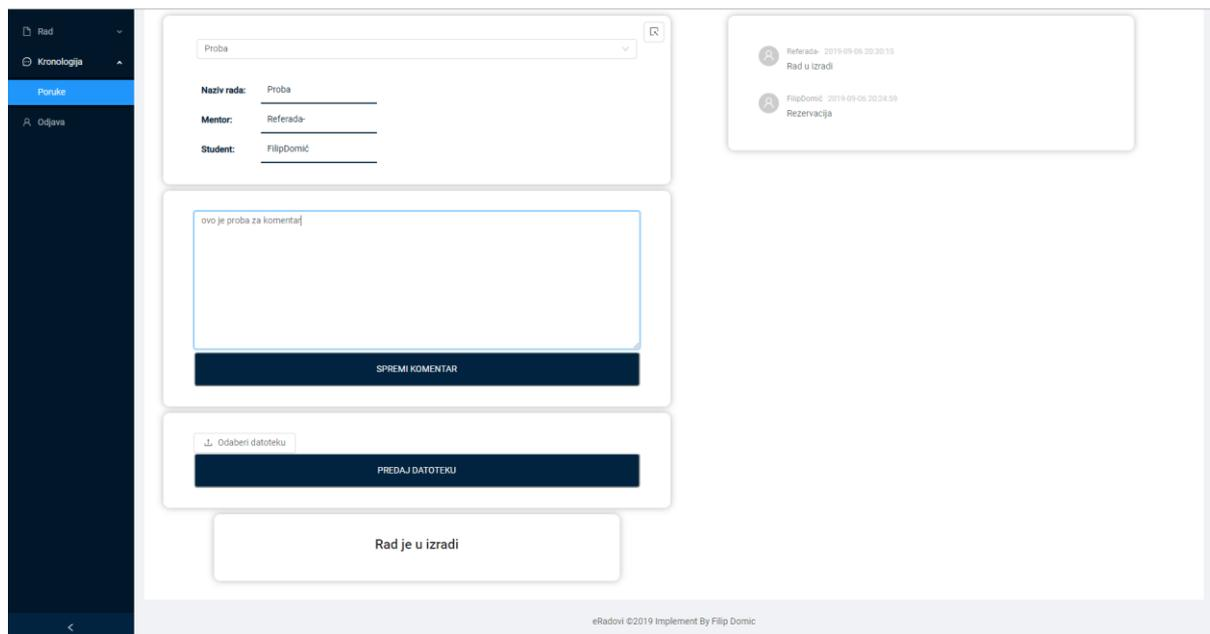 Rad
Kronologija
Poruke
Odjava
Proba
Naziv rada: Proba
Mentor: Referada-
Student: FilipDomić
ovo je proba za komentar
SPREMI KOMENTAR
Odaberi datoteku
PREDAJ DATOTEKU
Rad je u izradi
Referada- 2019-09-06 20:30:15
Rad u izradi
FilipDomić 2019-09-06 20:24:59
Rezervacija
eRadovi ©2019 Implement By Filip Domic